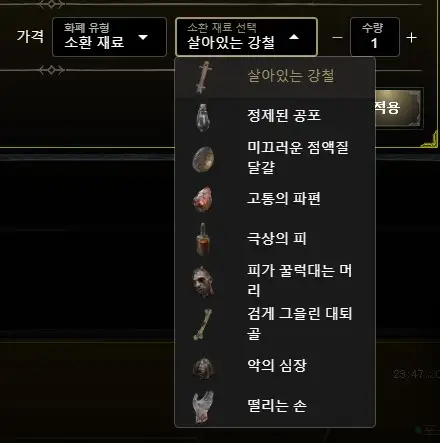 가격
화폐 유형
소환 재료
소환 재료 선택
살아있는 강철
수량
− 1 +
살아있는 강철
정제된 공포
미끄러운 점액질
달걀
고통의 파편
극상의 피
피가 꿀럭대는 머
리
검게 그을린 대퇴
골
악의 심장
떨리는 손
적용